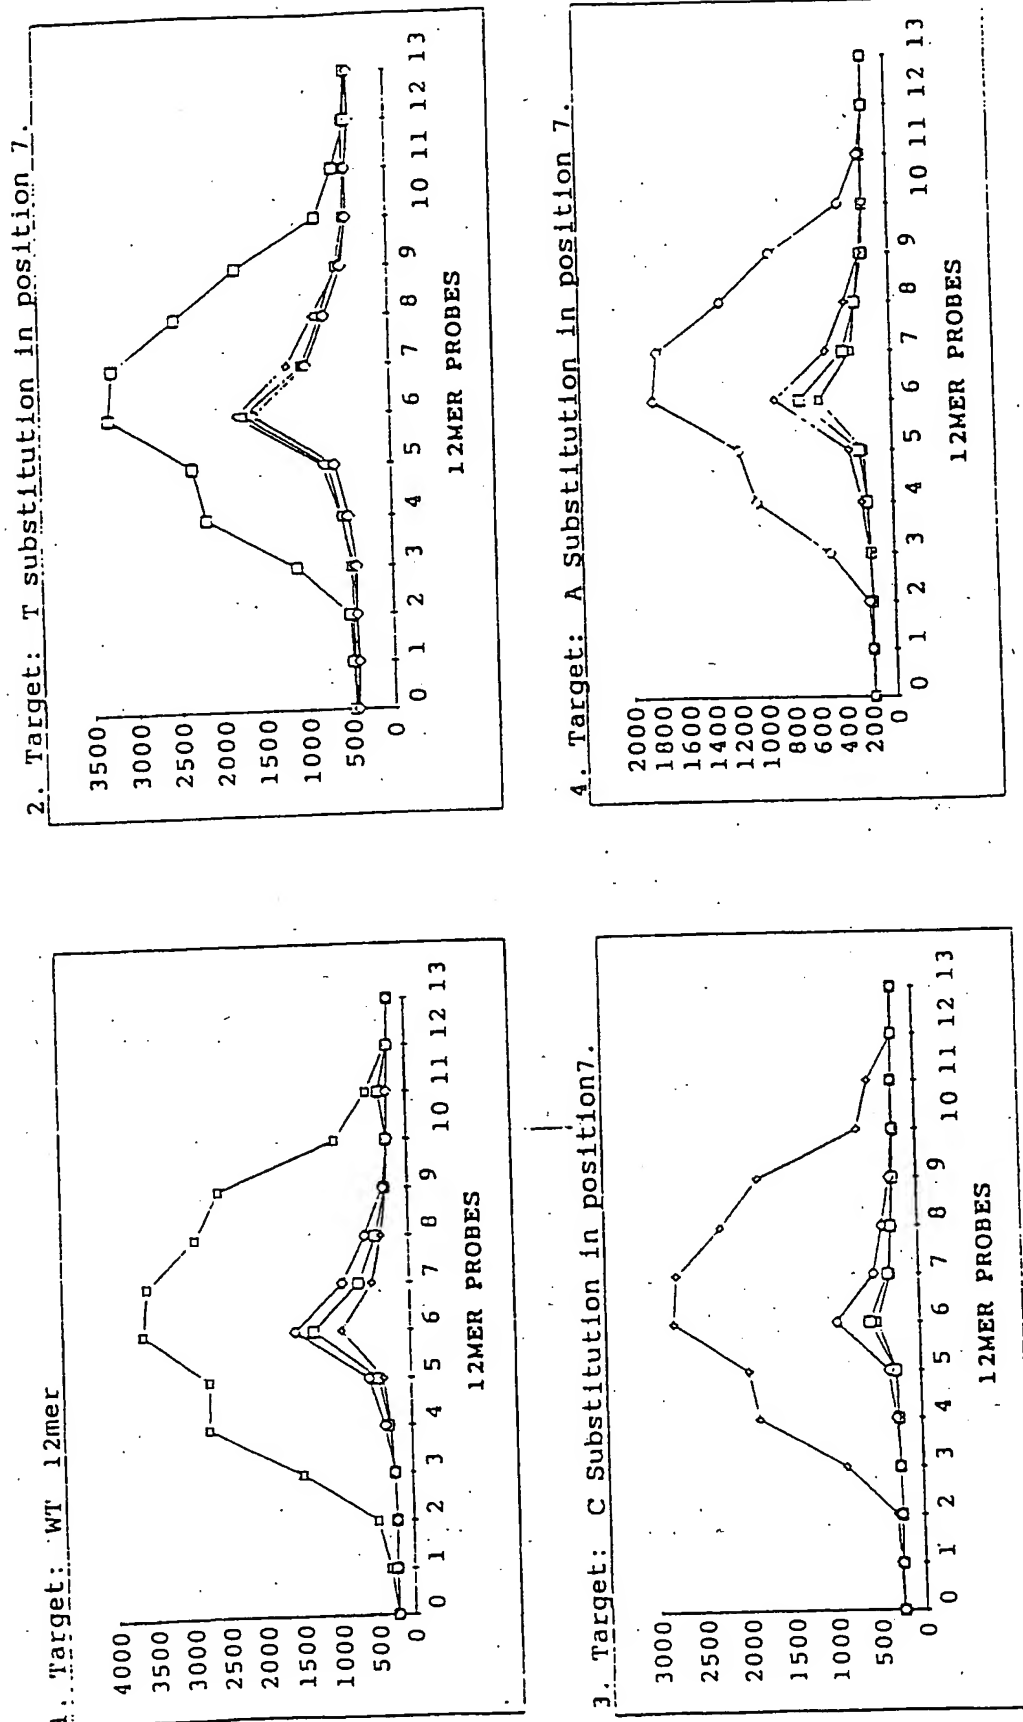 1. Target: WT 12mer
4000
3500
3000
2500
2000
1500
1000
500
0
0 1 2 3 4 5 6 7 8 9 10 11 12 13
12MER PROBES
2. Target: T substitution in position 7.
3500
3000
2500
2000
1500
1000
500
0
0 1 2 3 4 5 6 7 8 9 10 11 12 13
12MER PROBES
3. Target: C Substitution in position7.
3000
2500
2000
1500
1000
500
0
0 1 2 3 4 5 6 7 8 9 10 11 12 13
12MER PROBES
4. Target: A Substitution in position 7.
2000
1800
1600
1400
1200
1000
800
600
400
200
0
0 1 2 3 4 5 6 7 8 9 10 11 12 13
12MER PROBES